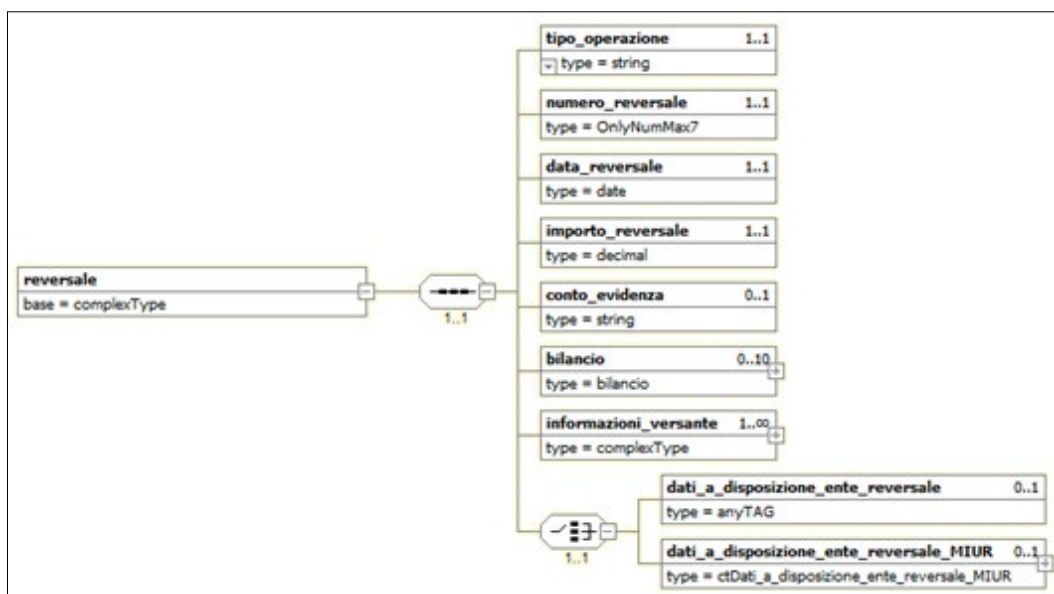 tipo_operazione 1..1
type = string
numero_reversale 1..1
type = OnlyNumMax7
data_reversale 1..1
type = date
importo_reversale 1..1
type = decimal
reversale
base = complexType
1..1
conto_evidenza 0..1
type = string
bilancio 0..10
type = bilancio
informazioni_versante 1..∞
type = complexType
dati_a_disposizione_ente_reversale 0..1
type = anyTAG
1..1
dati_a_disposizione_ente_reversale_MIUR 0..1
type = ctDati_a_disposizione_ente_reversale_MIUR